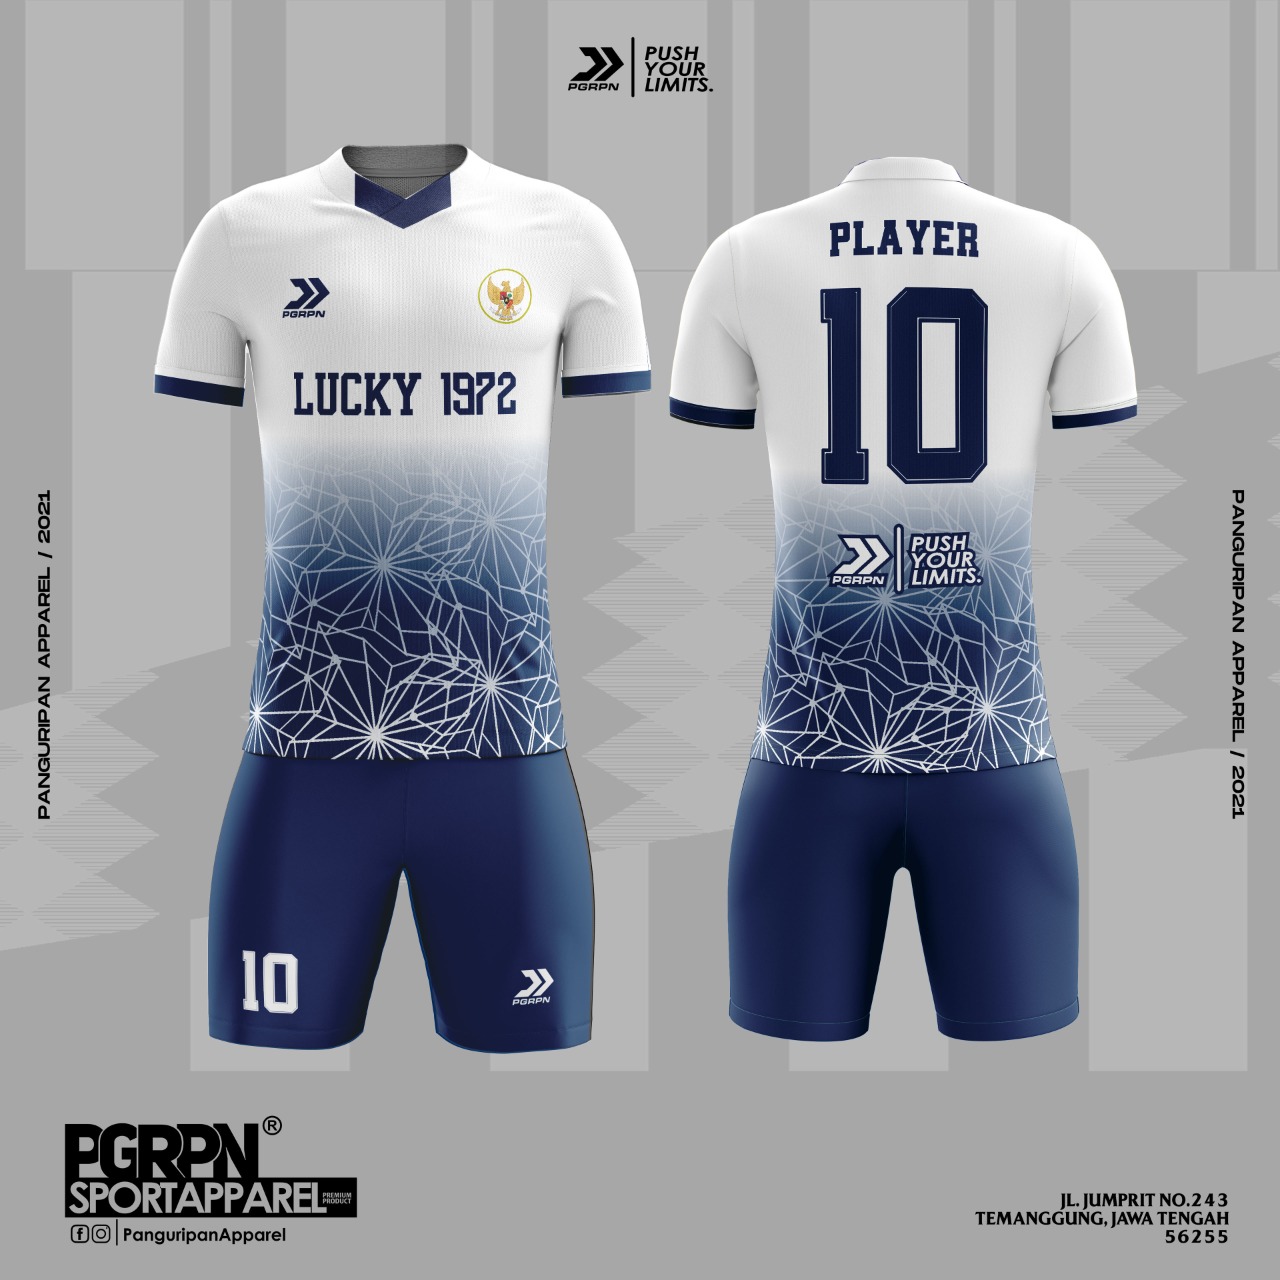 PGRPN
PUSH
YOUR
LIMITS.
PGRPN
LUCKY 1972
10
PGRPN
PLAYER
10
PGRPN
PUSH
YOUR
LIMITS.
PANGURIPAN APPAREL / 2021
PANGURIPAN APPAREL / 2021
PGRPN®
SPORTAPPAREL PREMIUM
PRODUCT
PanguripanApparel
JL. JUMPRIT NO.243
TEMANGGUNG, JAWA TENGAH
56255